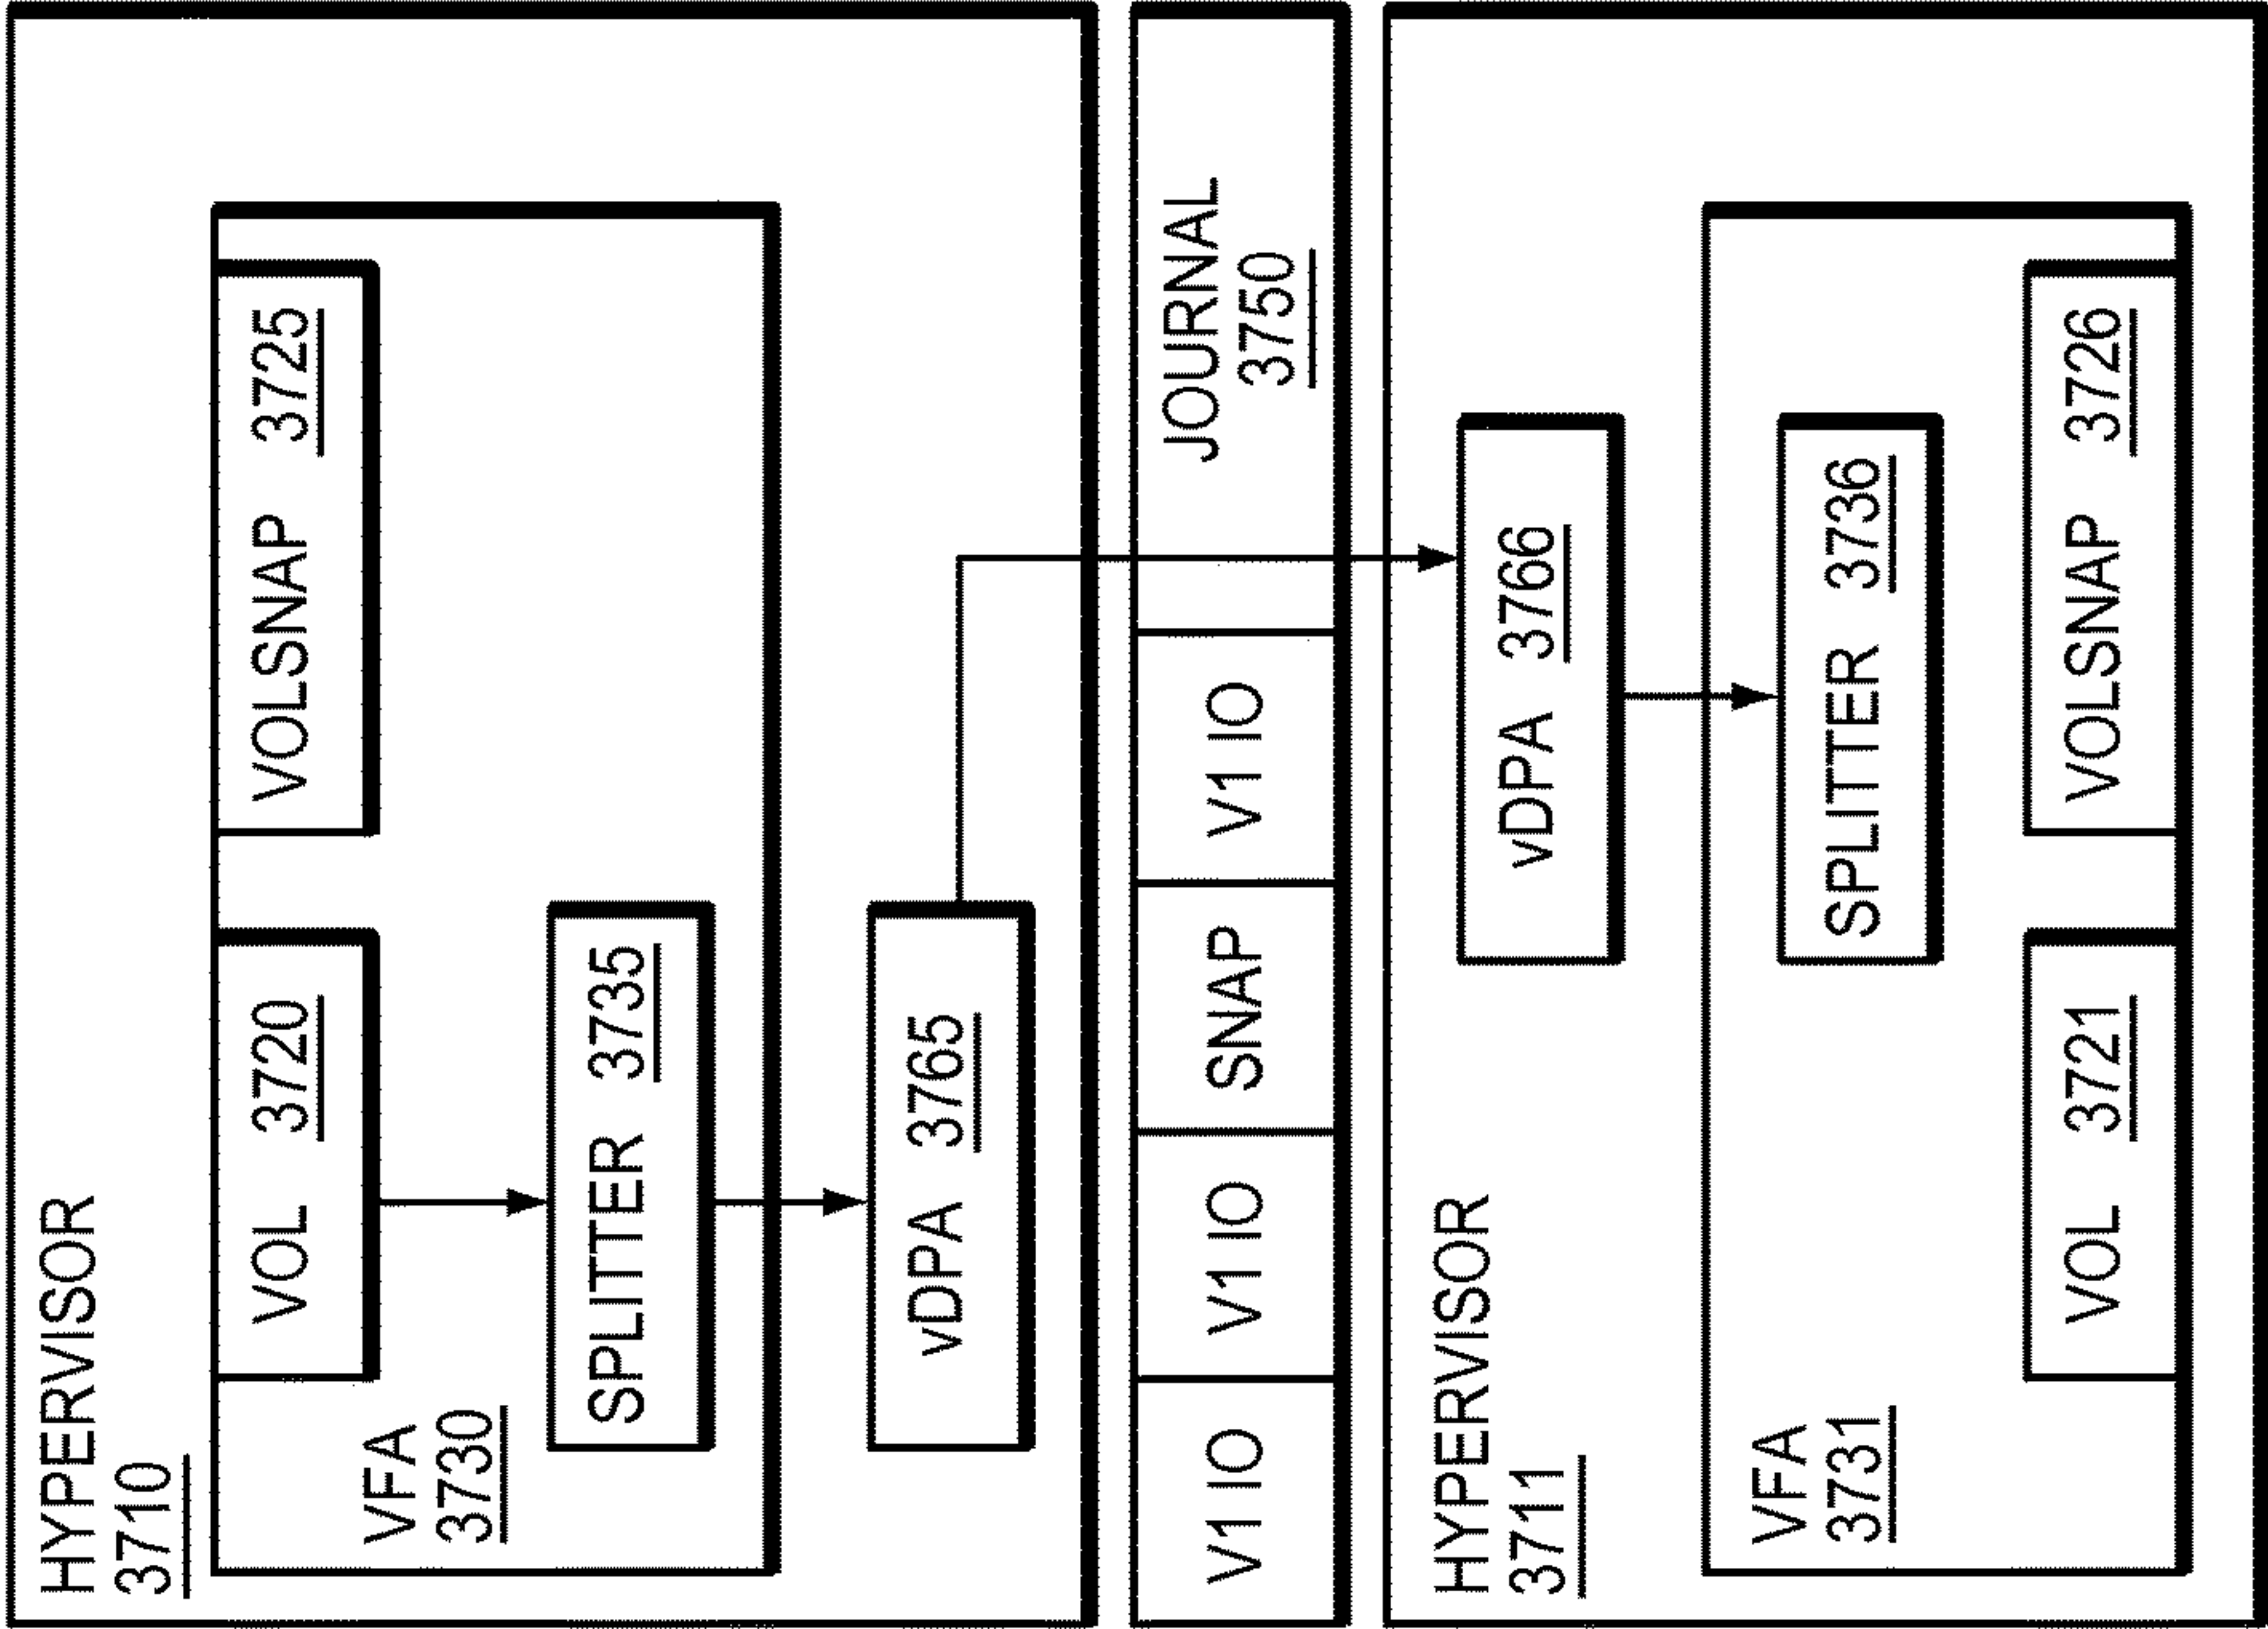 HYPERVISOR
3710
VOL 3720
VOLSNAP 3725
VFA
3730
SPLITTER 3735
vDPA 3765
V1 IO
V1 IO
SNAP
V1 IO
JOURNAL
3750
HYPERVISOR
3711
vDPA 3766
VFA
3731
SPLITTER 3736
VOL 3721
VOLSNAP 3726